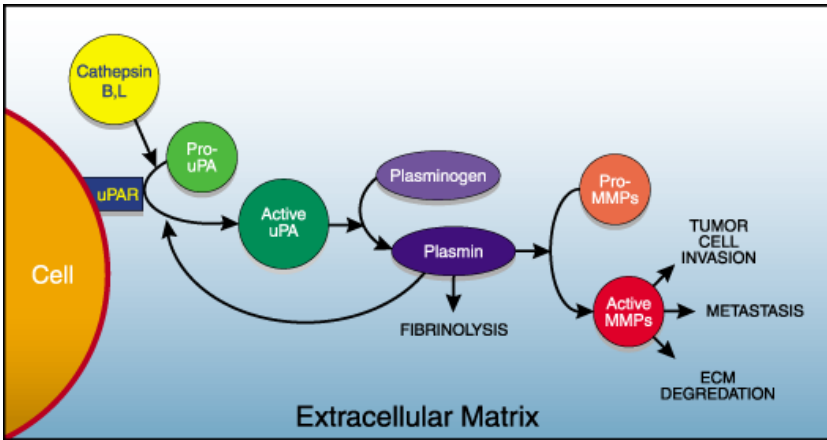 Cathepsin
B,L
Pro-
uPA
uPAR
Active
uPA
Plasminogen
Plasmin
Pro-
MMPs
Active
MMPs
TUMOR
CELL
INVASION
METASTASIS
ECM
DEGREDATION
FIBRINOLYSIS
Cell
Extracellular Matrix